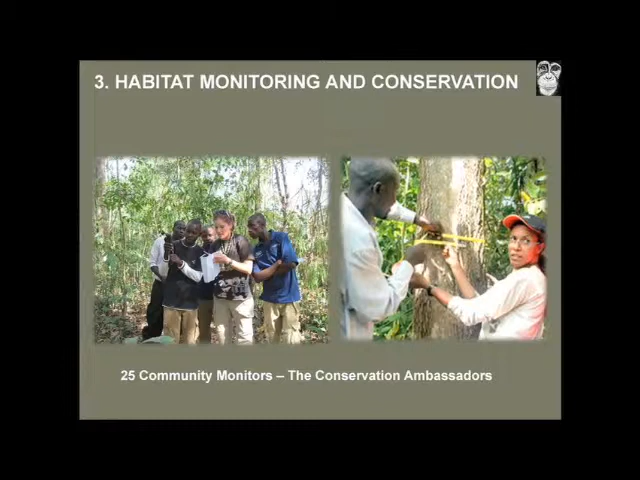 3. HABITAT MONITORING AND CONSERVATION
25 Community Monitors – The Conservation Ambassadors